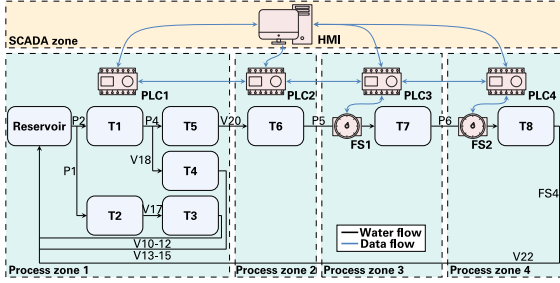 HMI
SCADA zone
PLC1
PLC2
PLC3
PLC4
Reservoir
P2
T1
P4
T5
V20
T6
P5
FS1
T7
P6
FS2
T8
V18
T4
P1
V17
T2
T3
FS4
V10-12
V13-15
V22
Water flow
Data flow
Process zone 1
Process zone 2
Process zone 3
Process zone 4